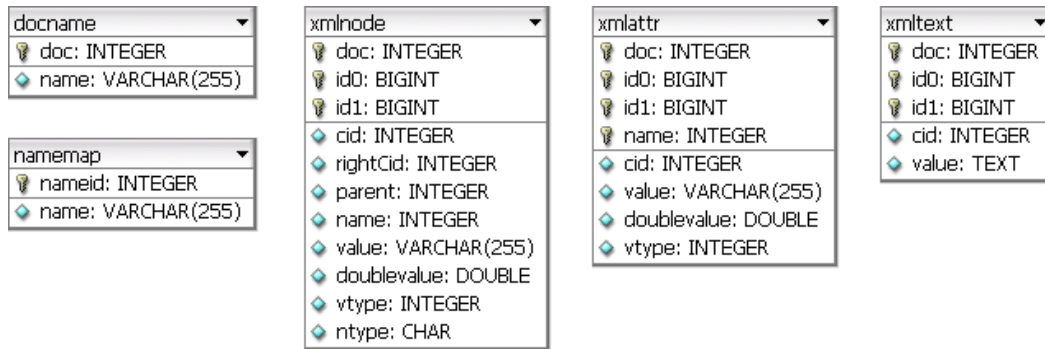 docname
doc: INTEGER
name: VARCHAR(255)
namemap
nameid: INTEGER
name: VARCHAR(255)
xmlnode
doc: INTEGER
id0: BIGINT
id1: BIGINT
cid: INTEGER
rightCid: INTEGER
parent: INTEGER
name: INTEGER
value: VARCHAR(255)
doublevalue: DOUBLE
vtype: INTEGER
ntype: CHAR
xmlattr
doc: INTEGER
id0: BIGINT
id1: BIGINT
name: INTEGER
cid: INTEGER
value: VARCHAR(255)
doublevalue: DOUBLE
vtype: INTEGER
xmltext
doc: INTEGER
id0: BIGINT
id1: BIGINT
cid: INTEGER
value: TEXT